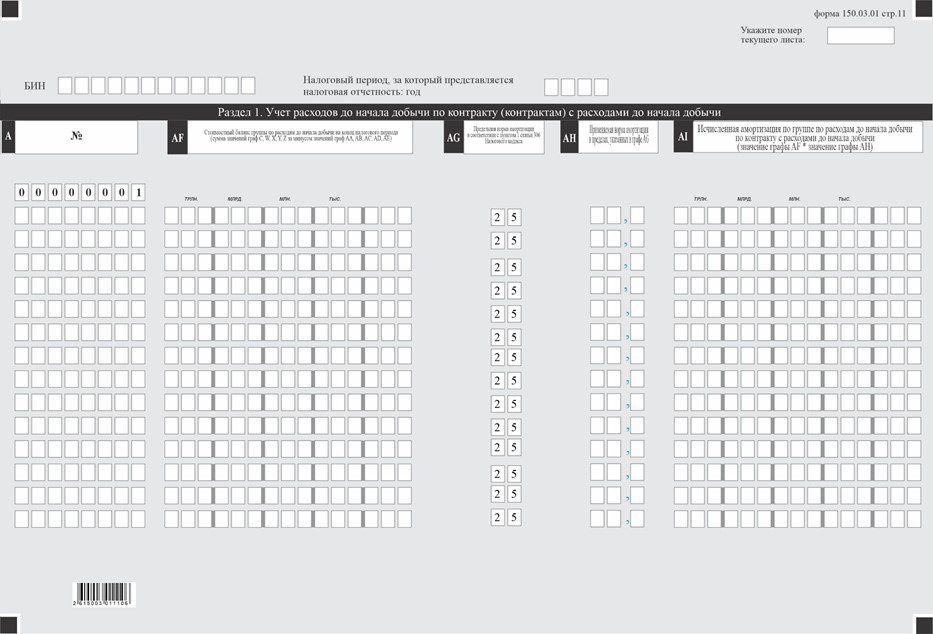 форма 150.03.01 стр.11
Укажите номер
текущего листа:
БИН
Налоговый период, за который представляется
налоговая отчетность: год
Раздел 1. Учет расходов до начала добычи по контракту (контрактам) с расходами до начала добычи
A
№
AF
Стоимостный баланс группы по расходам до начала добычи на конец налогового периода
(сумма значений граф C, W, X, Y, Z за минусом значений граф AA, AB, AC, AD, AE)
AG
Предельная норма амортизации
в соответствии с пунктом 1 статьи 306
Налогового кодекса
AH
Применяемая норма амортизации
в пределах, указанных в графе AG
AI
Исчисленная амортизация по группе по расходам до начала добычи
по контракту с расходами до начала добычи
(значение графы AF * значение графы AH)
0 0 0 0 0 0 0 1
ТРЛН. МЛРД. МЛН. ТЫС.
ТРЛН. МЛРД. МЛН. ТЫС.
2 5 ,
2 5 ,
2 5 ,
2 5 ,
2 5 ,
2 5 ,
2 5 ,
2 5 ,
2 5 ,
2 5 ,
2 5 ,
2 5 ,
2 5 ,
2 5 ,
2 615003 011106